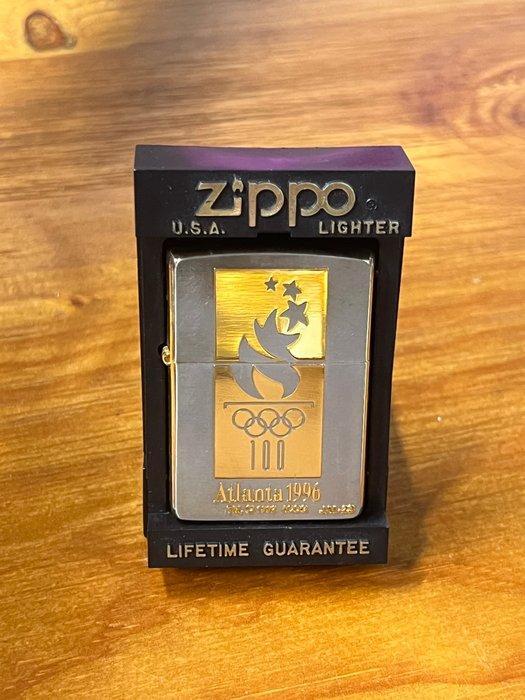 Zippo ®
U.S.A. LIGHTER
100
Atlanta 1996
LIFETIME GUARANTEE